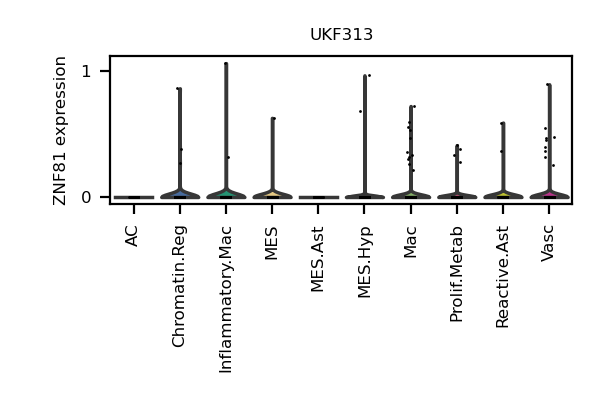 UKF313
ZNF81 expression
1
0
AC
Chromatin.Reg
Inflammatory.Mac
MES
MES.Ast
MES.Hyp
Mac
Prolif.Metab
Reactive.Ast
Vasc